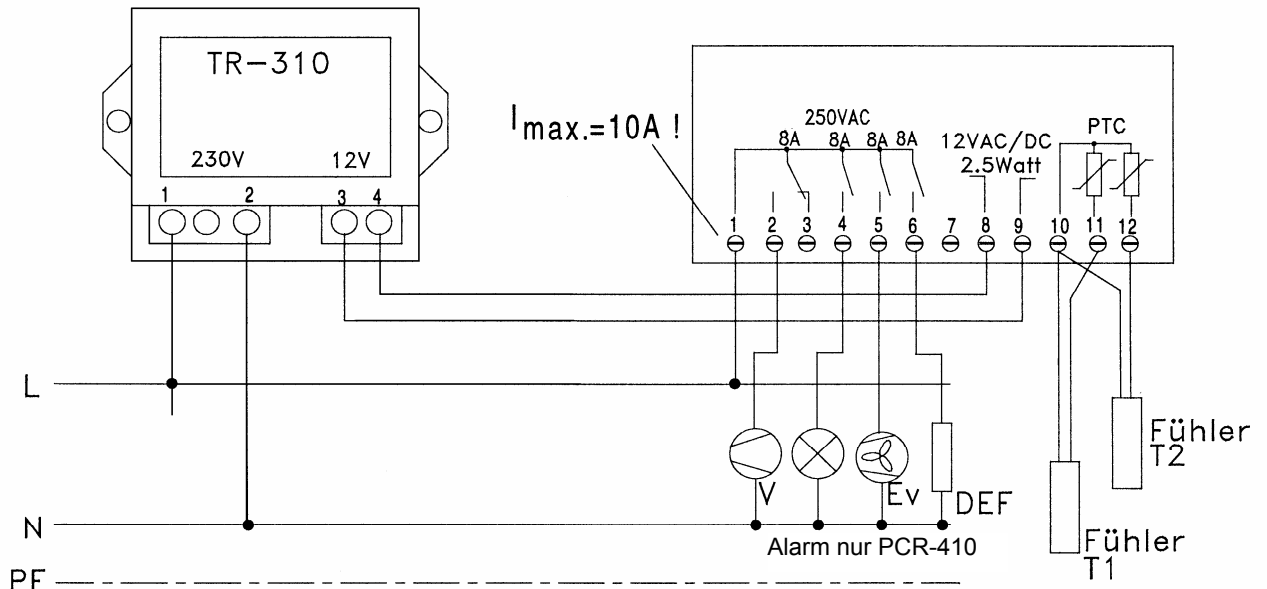 TR-310
230V 12V
1 2 3 4
Imax.=10A !
250VAC
8A 8A 8A 8A
12VAC/DC
2.5Watt
PTC
1 2 3 4 5 6 7 8 9 10 11 12
L
V
Ev
DEF
Fühler
T2
Fühler
T1
N
Alarm nur PCR-410
PE